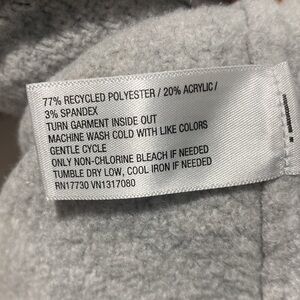 77% RECYCLED POLYESTER / 20% ACRYLIC /
3% SPANDEX
TURN GARMENT INSIDE OUT
MACHINE WASH COLD WITH LIKE COLORS
GENTLE CYCLE
ONLY NON-CHLORINE BLEACH IF NEEDED
TUMBLE DRY LOW, COOL IRON IF NEEDED
RN17730 VN1317080